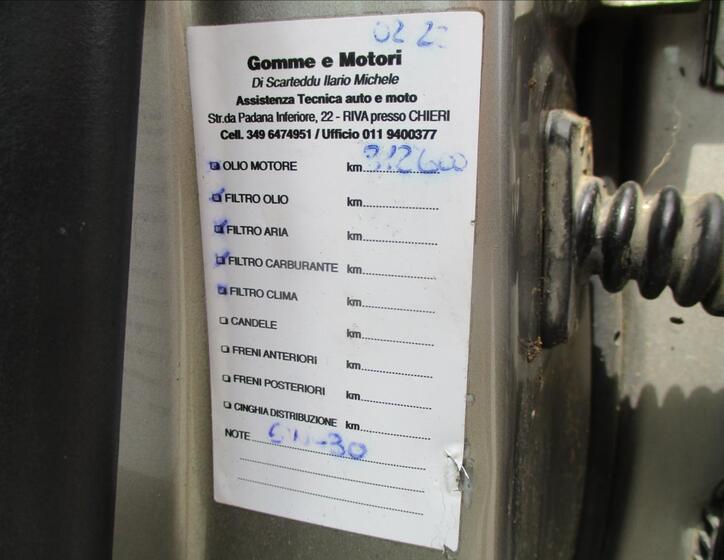 02 23
Gomme e Motori
Di Scarteddu Ilario Michele
Assistenza Tecnica auto e moto
Str.da Padana Inferiore, 22 - RIVA presso CHIERI
Cell. 349 6474951 / Ufficio 011 9400377
OLIO MOTORE km 312600
FILTRO OLIO km
FILTRO ARIA km
FILTRO CARBURANTE km
FILTRO CLIMA km
CANDELE km
FRENI ANTERIORI km
FRENI POSTERIORI km
CINGHIA DISTRIBUZIONE km
NOTE